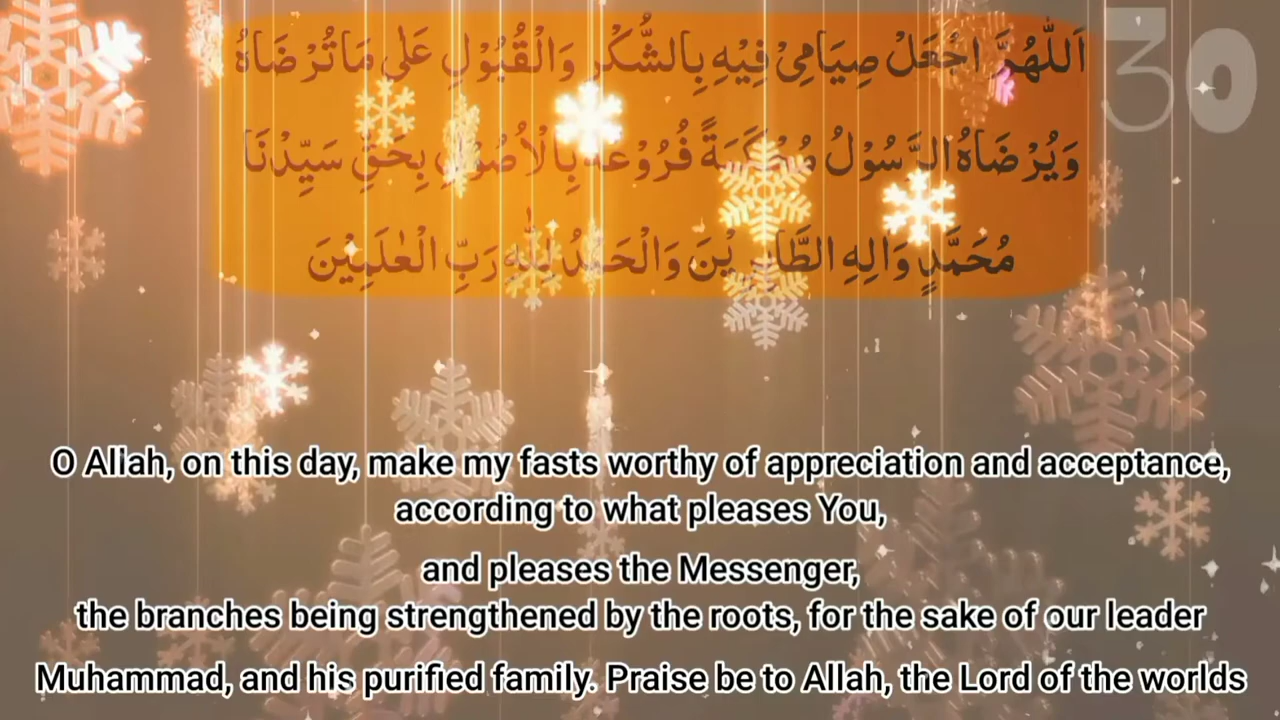 اَللّٰهُمَّ اجْعَلْ صِيَامِيْ فِيْهِ بِالشُّكْرِ وَالْقُبُوْلِ عَلٰى مَا تُرْضَاهُ
30
وَيُرْضَاهُ الرَّسُوْلُ مُحْكَمَةً فُرُوْعُهُ بِالْاُصُوْلِ بِحَقِّ سَيِّدْنَا
مُحَمَّدٍ وَاٰلِهِ الطَّاهِرِيْنَ وَالْحَمْدُ لِلّٰهِ رَبِّ الْعٰلَمِيْنَ
O Allah, on this day, make my fasts worthy of appreciation and acceptance,
according to what pleases You,
and pleases the Messenger,
the branches being strengthened by the roots, for the sake of our leader
Muhammad, and his purified family. Praise be to Allah, the Lord of the worlds